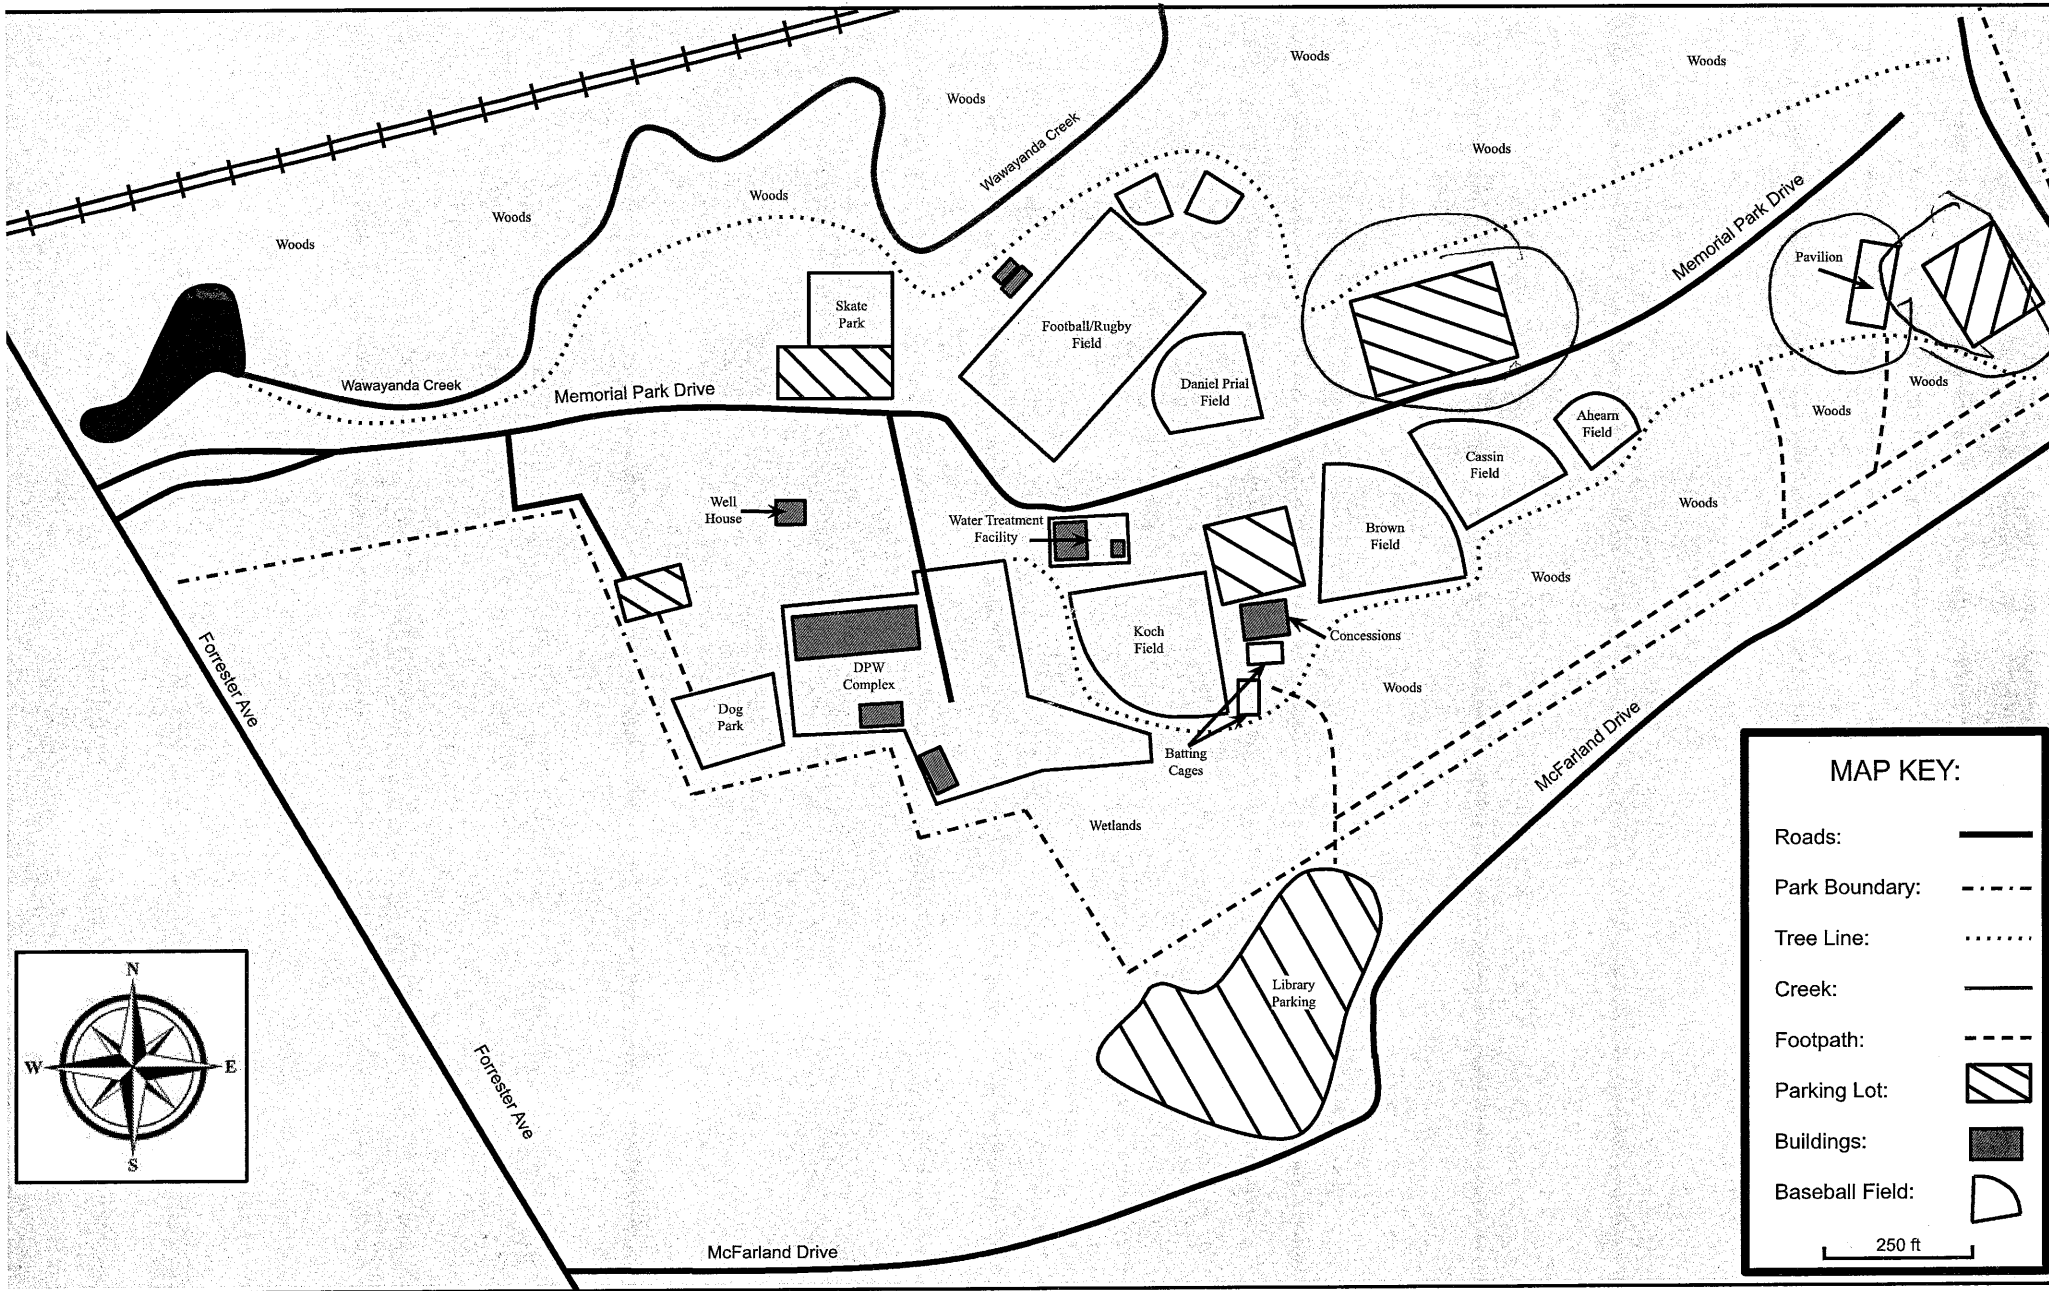 Woods
Woods
Woods
Wawayanda Creek
Woods
Woods
Woods
Woods
Memorial Park Drive
Pavilion
Skate
Park
Football/Rugby
Field
Wawayanda Creek
Memorial Park Drive
Daniel Prial
Field
Woods
Woods
Ahearn
Field
Cassin
Field
Well
House
Water Treatment
Facility
Brown
Field
Woods
Woods
Koch
Field
Concessions
Forrester Ave
DPW
Complex
Woods
Dog
Park
Batting
Cages
McFarland Drive
Wetlands
Library
Parking
Forrester Ave
McFarland Drive
N
W
E
S
MAP KEY:
Roads:
Park Boundary:
Tree Line:
Creek:
Footpath:
Parking Lot:
Buildings:
Baseball Field:
250 ft